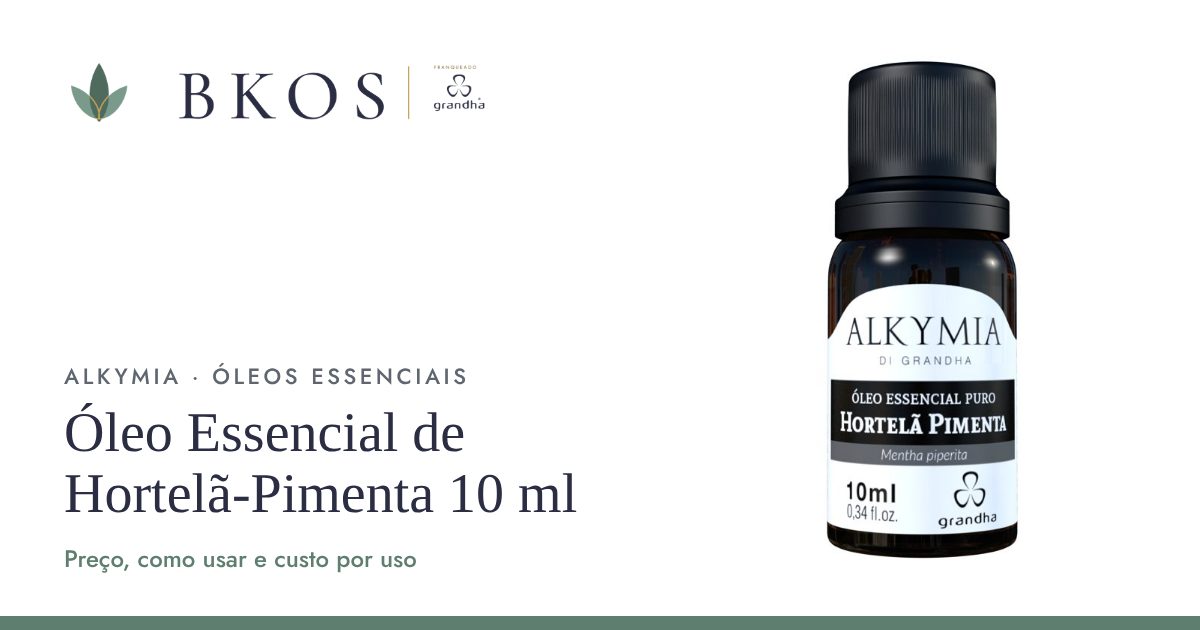 BKOS
FRANQUEADO
grandha
ALKYMIA · ÓLEOS ESSENCIAIS
Óleo Essencial de
Hortelã-Pimenta 10 ml
Preço, como usar e custo por uso
ALKYMIA
DI GRANDHA
ÓLEO ESSENCIAL PURO
HORTELÃ PIMENTA
Mentha piperita
10ml
0,34 fl.oz.
grandha